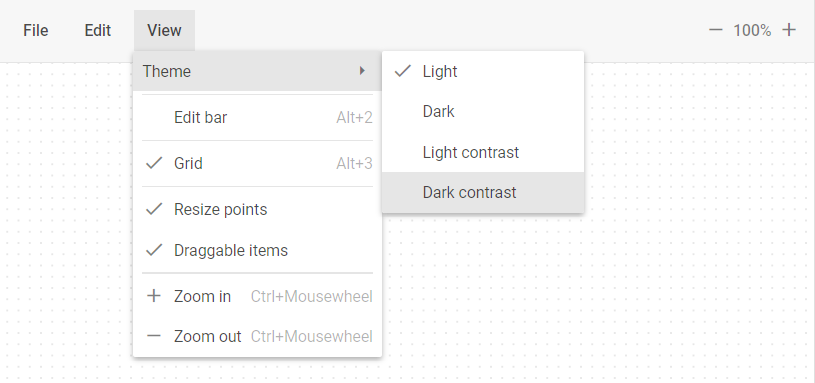 File Edit View − 100% +
Theme
Edit bar Alt+2
Grid Alt+3
Resize points
Draggable items
Zoom in Ctrl+Mousewheel
Zoom out Ctrl+Mousewheel
Light
Dark
Light contrast
Dark contrast